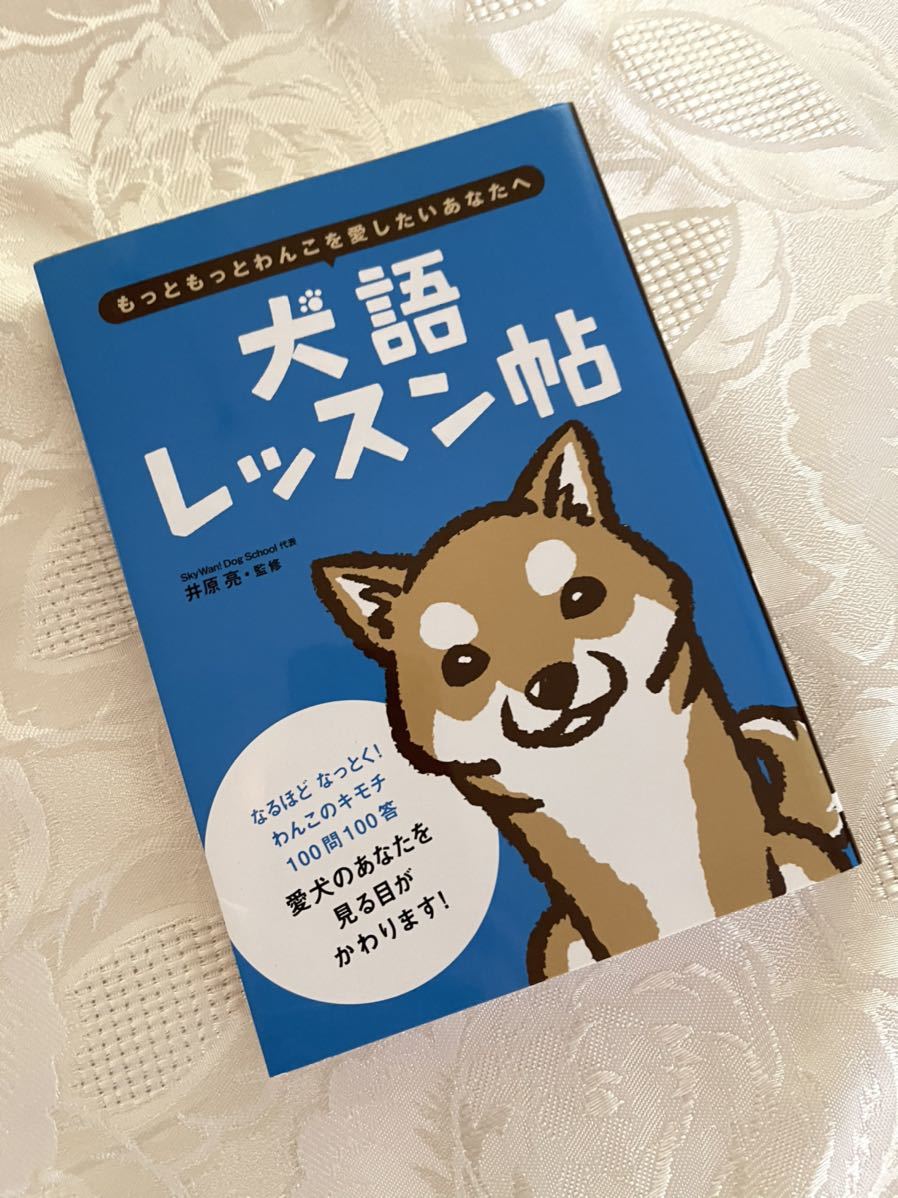 もっともっとわんこを愛したいあなたへ
犬語
レッスン帖
SkyWan! Dog School 代表
井原 亮・監修
なるほど なっとく!
わんこのキモチ
100問100答
愛犬のあなたを
見る目が
かわります!